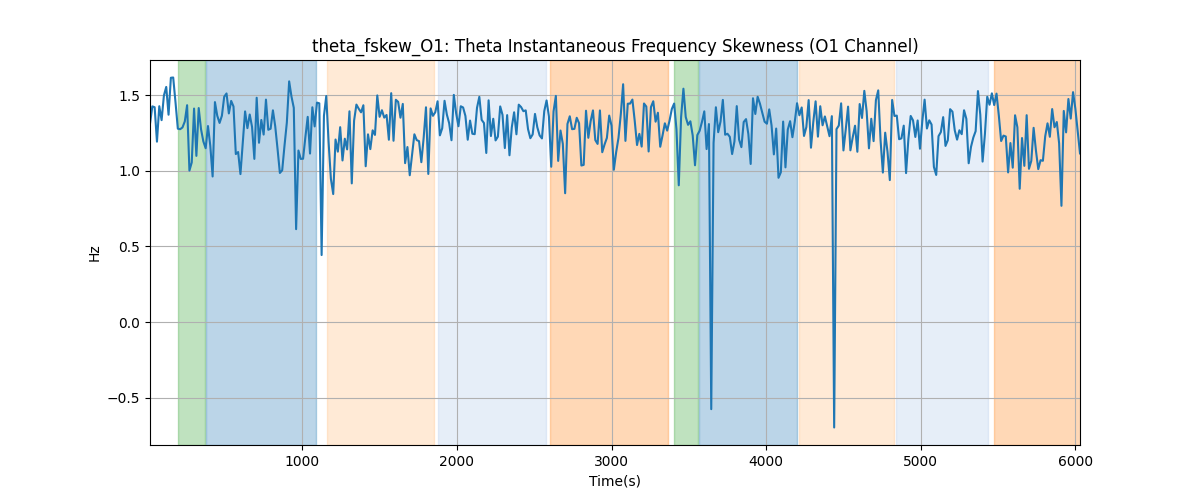 theta_fskew_O1: Theta Instantaneous Frequency Skewness (O1 Channel)
1.5
1.0
0.5
0.0
−0.5
Hz
1000 2000 3000 4000 5000 6000
Time(s)